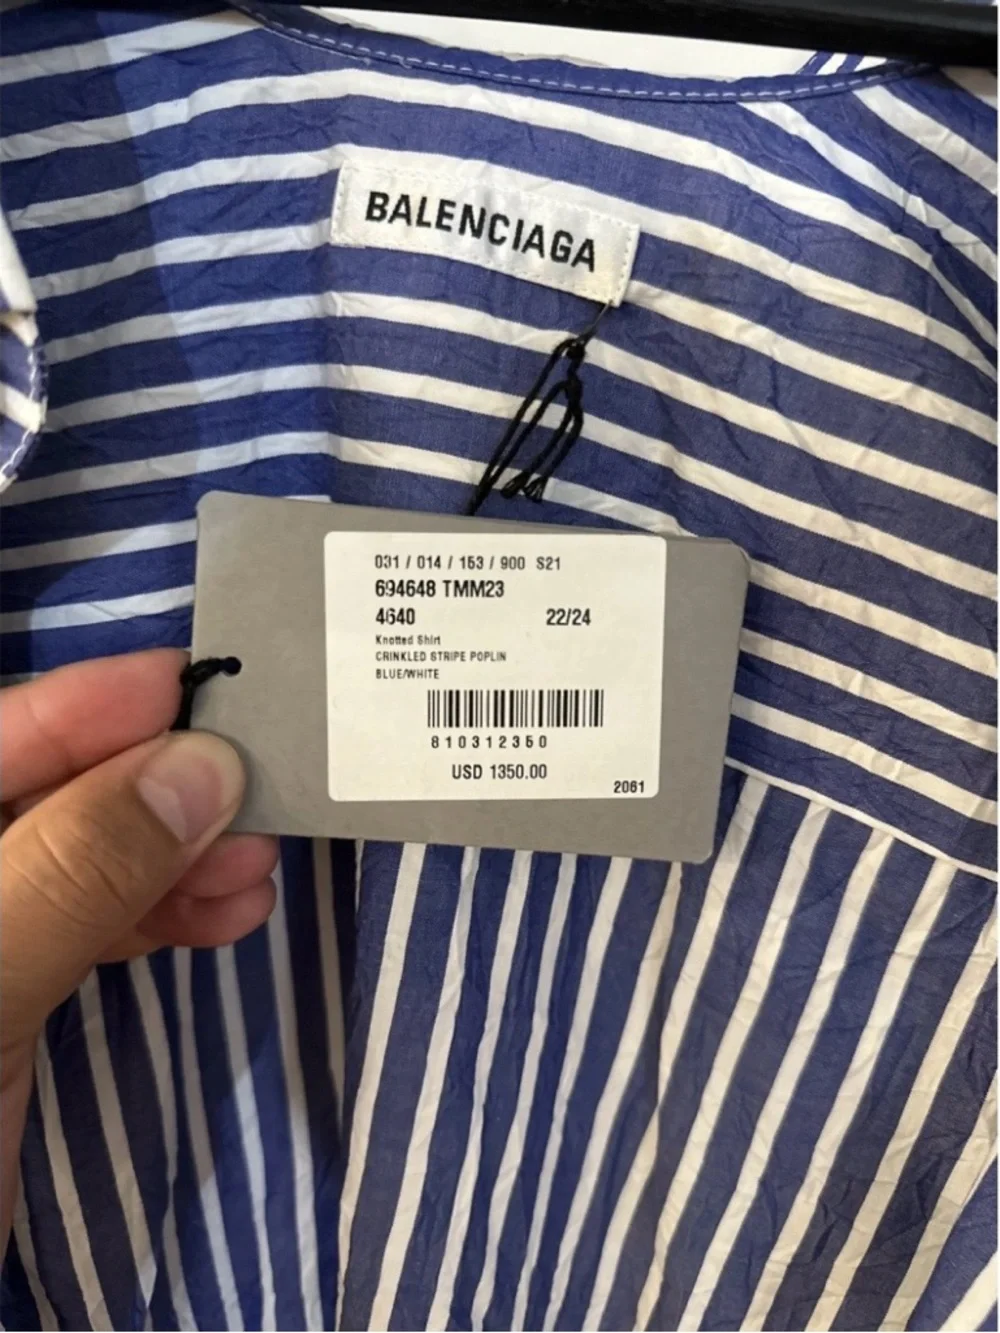 BALENCIAGA
031 / 014 / 153 / 900 S21
694648 TMM23
4640 22/24
Knotted Shirt
CRINKLED STRIPE POPLIN
BLUE/WHITE
810312350
USD 1350.00
2061